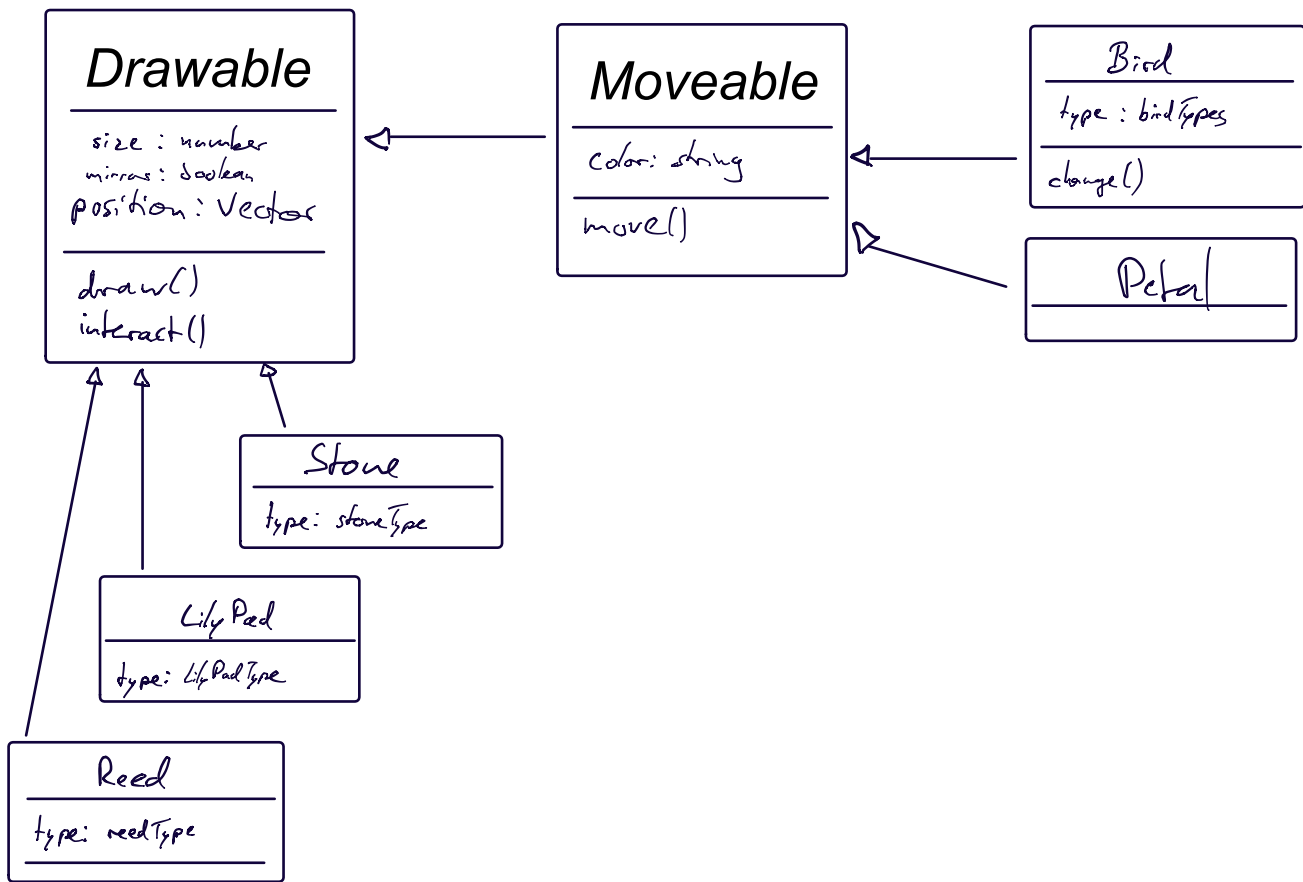 Drawable
size : number
mirror : boolean
position : Vector
draw()
interact()
Moveable
color: string
move()
Bird
type : birdTypes
change()
Petal
Stone
type: stoneType
LilyPad
type: LilyPadType
Reed
type: reedType